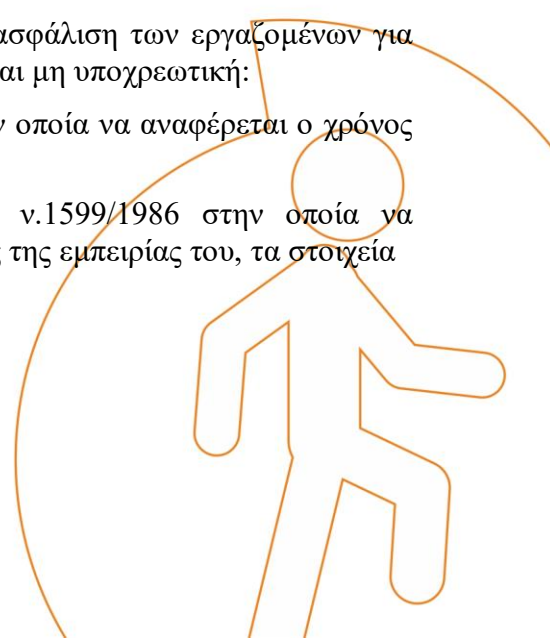 ασφάλιση των εργαζομένων για
αι μη υποχρεωτική:
ν οποία να αναφέρεται ο χρόνος
ν.1599/1986 στην οποία να
ς της εμπειρίας του, τα στοιχεία